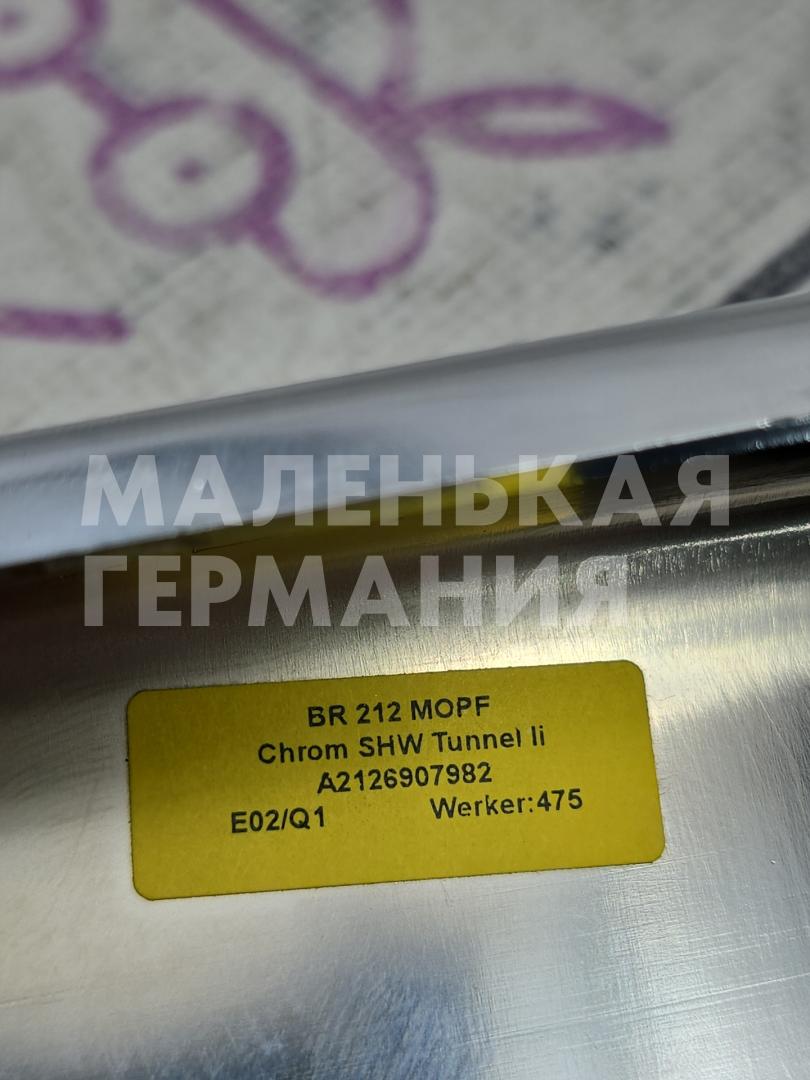 МАЛЕНЬКАЯ
ГЕРМАНИЯ
BR 212 MOPF
Chrom SHW Tunnel li
A2126907982
E02/Q1 Werker:475